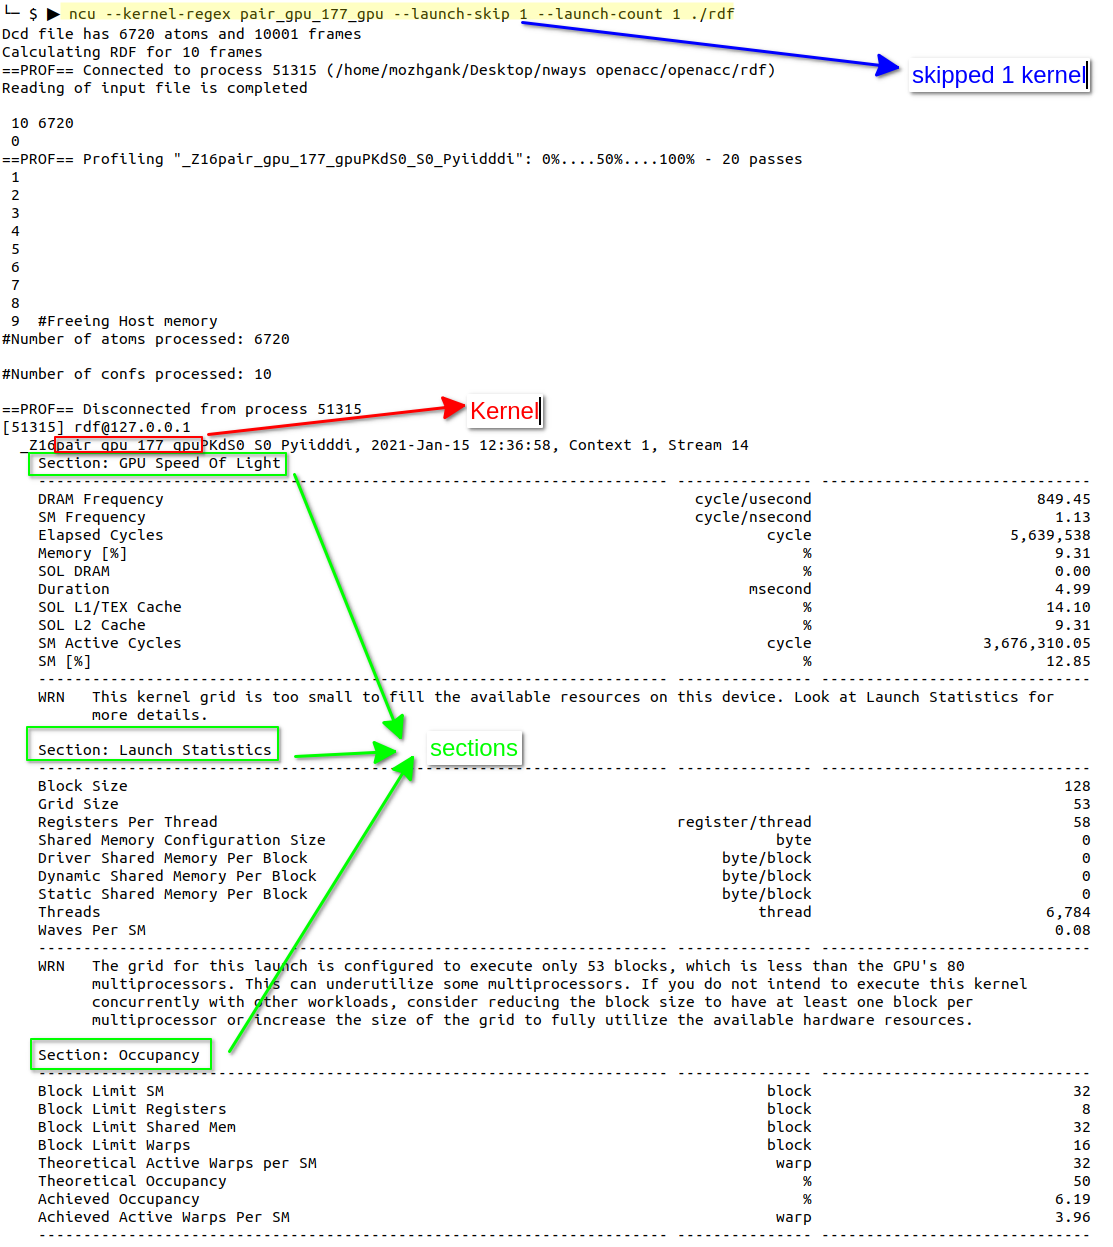 └─ $ ▶ ncu --kernel-regex pair_gpu_177_gpu --launch-skip 1 --launch-count 1 ./rdf
Dcd file has 6720 atoms and 10001 frames
Calculating RDF for 10 frames
==PROF== Connected to process 51315 (/home/mozhgank/Desktop/nways openacc/openacc/rdf)
skipped 1 kernel
Reading of input file is completed
10 6720
0
==PROF== Profiling "_Z16pair_gpu_177_gpuPKdS0_S0_Pyiidddi": 0%....50%....100% - 20 passes
1
2
3
4
5
6
7
8
9  #Freeing Host memory
#Number of atoms processed: 6720
#Number of confs processed: 10
==PROF== Disconnected from process 51315
Kernel
[51315] rdf@127.0.0.1
_Z16pair_gpu_177_gpuPKdS0_S0_Pyiidddi, 2021-Jan-15 12:36:58, Context 1, Stream 14
Section: GPU Speed Of Light
---------------------------------------------------------------------- --------------- ------------------------------
DRAM Frequency cycle/usecond 849.45
SM Frequency cycle/nsecond 1.13
Elapsed Cycles cycle 5,639,538
Memory [%] % 9.31
SOL DRAM % 0.00
Duration msecond 4.99
SOL L1/TEX Cache % 14.10
SOL L2 Cache % 9.31
SM Active Cycles cycle 3,676,310.05
SM [%] % 12.85
---------------------------------------------------------------------- --------------- ------------------------------
WRN   This kernel grid is too small to fill the available resources on this device. Look at Launch Statistics for
more details.
Section: Launch Statistics
sections
---------------------------------------------------------------------- --------------- ------------------------------
Block Size 128
Grid Size 53
Registers Per Thread register/thread 58
Shared Memory Configuration Size byte 0
Driver Shared Memory Per Block byte/block 0
Dynamic Shared Memory Per Block byte/block 0
Static Shared Memory Per Block byte/block 0
Threads thread 6,784
Waves Per SM 0.08
---------------------------------------------------------------------- --------------- ------------------------------
WRN   The grid for this launch is configured to execute only 53 blocks, which is less than the GPU's 80
multiprocessors. This can underutilize some multiprocessors. If you do not intend to execute this kernel
concurrently with other workloads, consider reducing the block size to have at least one block per
multiprocessor or increase the size of the grid to fully utilize the available hardware resources.
Section: Occupancy
---------------------------------------------------------------------- --------------- ------------------------------
Block Limit SM block 32
Block Limit Registers block 8
Block Limit Shared Mem block 32
Block Limit Warps block 16
Theoretical Active Warps per SM warp 32
Theoretical Occupancy % 50
Achieved Occupancy % 6.19
Achieved Active Warps Per SM warp 3.96
---------------------------------------------------------------------- --------------- ------------------------------